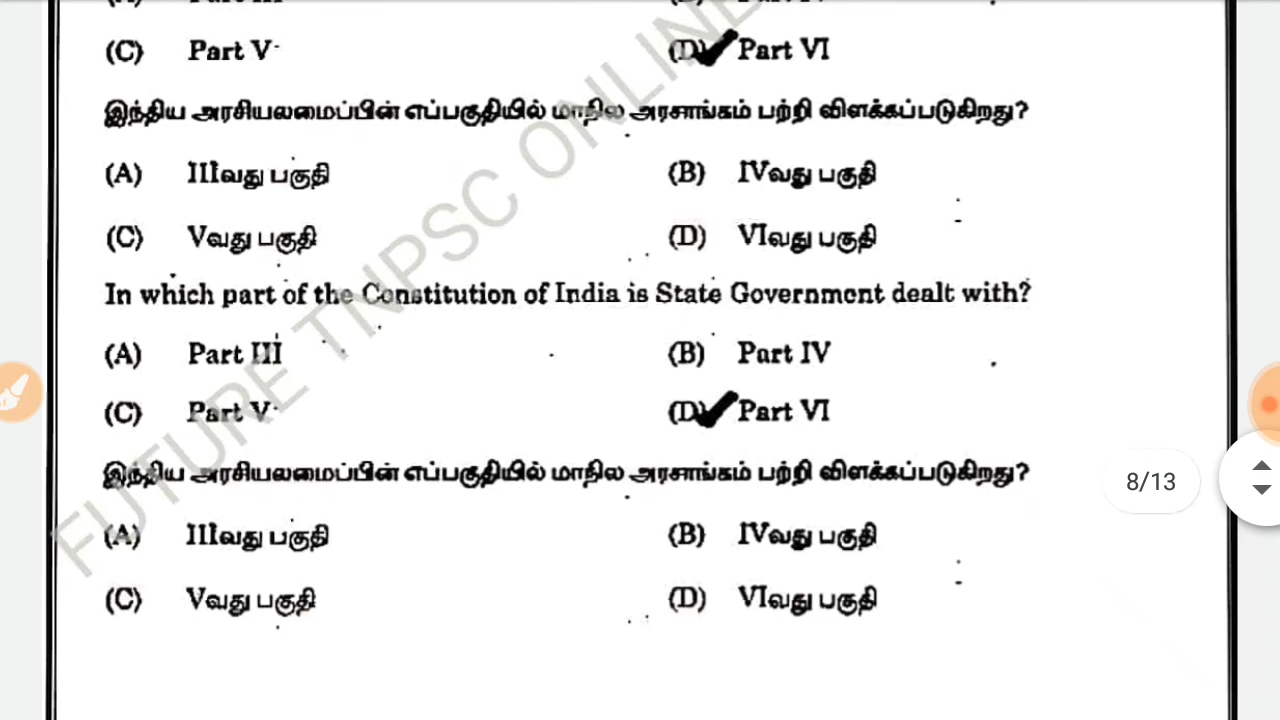 (C) Part V (D) Part VI
இந்திய அரசியலமைப்பின் எப்பகுதியில் மாநில அரசாங்கம் பற்றி விளக்கப்படுகிறது?
(A) IIIவது பகுதி (B) IVவது பகுதி
(C) Vவது பகுதி (D) VIவது பகுதி
In which part of the Constitution of India is State Government dealt with?
(A) Part III (B) Part IV
(C) Part V (D) Part VI
இந்திய அரசியலமைப்பின் எப்பகுதியில் மாநில அரசாங்கம் பற்றி விளக்கப்படுகிறது?
8/13
(A) IIIவது பகுதி (B) IVவது பகுதி
(C) Vவது பகுதி (D) VIவது பகுதி
FUTURE TNPSC ONLINE